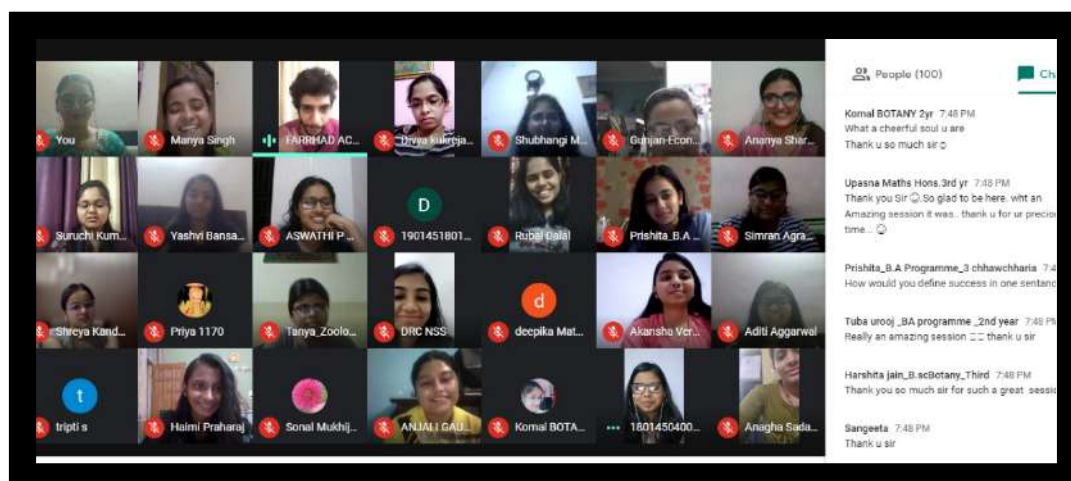 You
Manya Singh
FARRHAD AC...
Divya kukreja...
Shubhangi M...
Gunjan-Econ...
Ananya Shar...
Suruchi Kum...
Yashvi Bansa...
ASWATHI P ...
D
1901451801...
Rubal Dalal
Prishita_B.A ...
Simran Agra...
Shreya Kand...
Priya 1170
Tanya_Zoolo...
DRC NSS
d
deepika Mat...
Akansha Ver...
Aditi Aggarwal
t
tripti s
Haimi Praharaj
Sonal Mukhij...
ANJALI GAU...
Komal BOTA...
1801450400...
Anagha Sada...
People (100)
Ch
Komal BOTANY 2yr 7:48 PM
What a cheerful soul u are
Thank u so much sir
Upasna Maths Hons.3rd yr 7:48 PM
Thank you Sir .So glad to be here. wht an
Amazing session it was.. thank u for ur precio
time...
Prishita_B.A Programme_3 chhawchharia 7:4
How would you define success in one sentanc
Tuba urooj _BA programme _2nd year 7:48 PM
Really an amazing session □□ thank u sir
Harshita jain_B.scBotany_Third 7:48 PM
Thank you so much sir for such a great sessio
Sangeeta 7:48 PM
Thank u sir